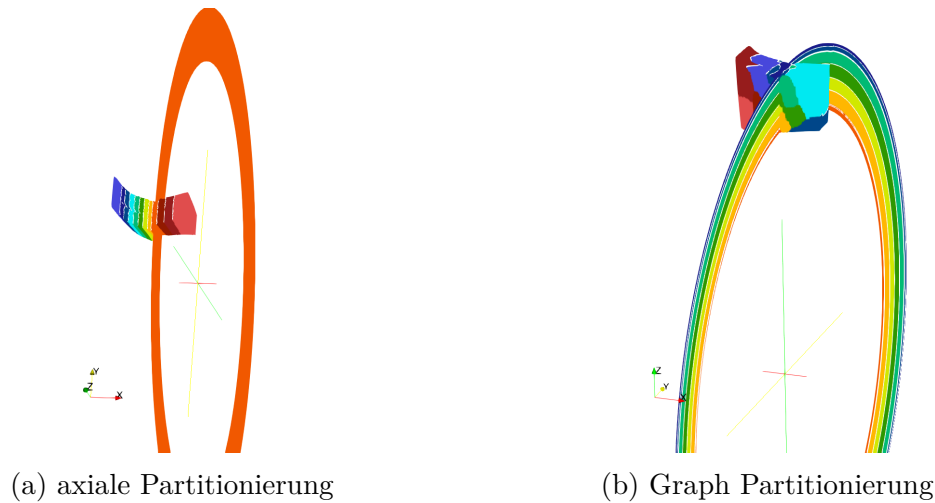 Y
Z
X
Z
Y
X
(a) axiale Partitionierung
(b) Graph Partitionierung